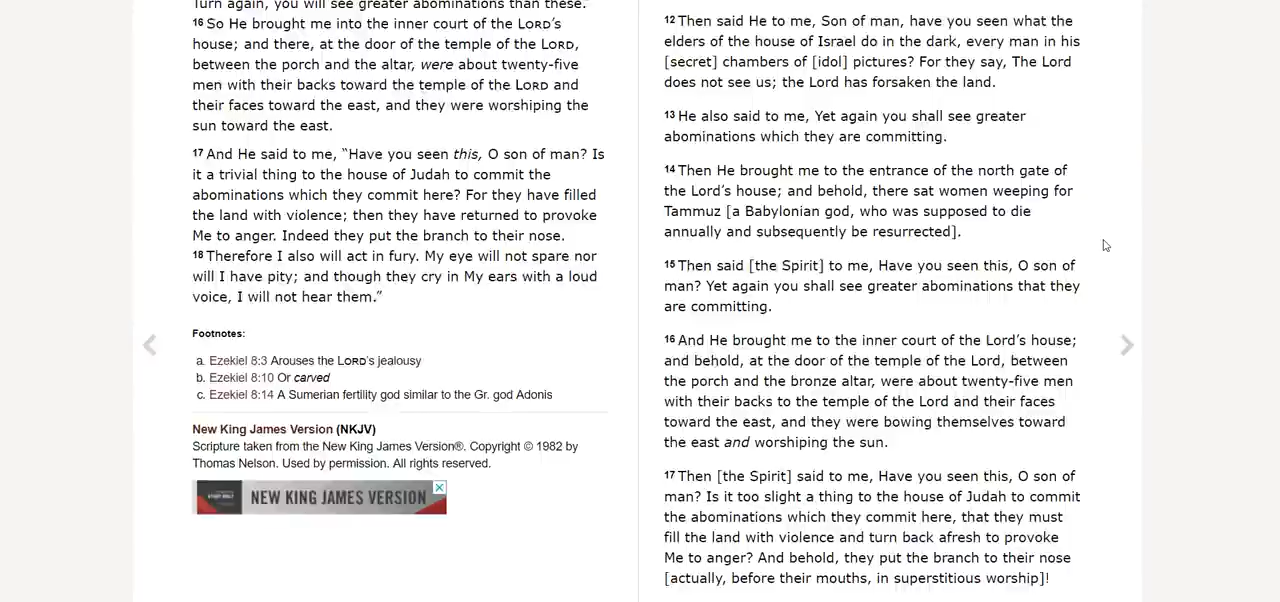 Turn again, you will see greater abominations than these.”
16 So He brought me into the inner court of the LORD’s
house; and there, at the door of the temple of the LORD,
between the porch and the altar, were about twenty-five
men with their backs toward the temple of the LORD and
their faces toward the east, and they were worshiping the
sun toward the east.
17 And He said to me, “Have you seen this, O son of man? Is
it a trivial thing to the house of Judah to commit the
abominations which they commit here? For they have filled
the land with violence; then they have returned to provoke
Me to anger. Indeed they put the branch to their nose.
18 Therefore I also will act in fury. My eye will not spare nor
will I have pity; and though they cry in My ears with a loud
voice, I will not hear them.”
Footnotes:
a. Ezekiel 8:3 Arouses the LORD’s jealousy
b. Ezekiel 8:10 Or carved
c. Ezekiel 8:14 A Sumerian fertility god similar to the Gr. god Adonis
New King James Version (NKJV)
Scripture taken from the New King James Version®. Copyright © 1982 by
Thomas Nelson. Used by permission. All rights reserved.
NEW KING JAMES VERSION
12 Then said He to me, Son of man, have you seen what the
elders of the house of Israel do in the dark, every man in his
[secret] chambers of [idol] pictures? For they say, The Lord
does not see us; the Lord has forsaken the land.
13 He also said to me, Yet again you shall see greater
abominations which they are committing.
14 Then He brought me to the entrance of the north gate of
the Lord’s house; and behold, there sat women weeping for
Tammuz [a Babylonian god, who was supposed to die
annually and subsequently be resurrected].
15 Then said [the Spirit] to me, Have you seen this, O son of
man? Yet again you shall see greater abominations that they
are committing.
16 And He brought me to the inner court of the Lord’s house;
and behold, at the door of the temple of the Lord, between
the porch and the bronze altar, were about twenty-five men
with their backs to the temple of the Lord and their faces
toward the east, and they were bowing themselves toward
the east and worshiping the sun.
17 Then [the Spirit] said to me, Have you seen this, O son of
man? Is it too slight a thing to the house of Judah to commit
the abominations which they commit here, that they must
fill the land with violence and turn back afresh to provoke
Me to anger? And behold, they put the branch to their nose
[actually, before their mouths, in superstitious worship]!